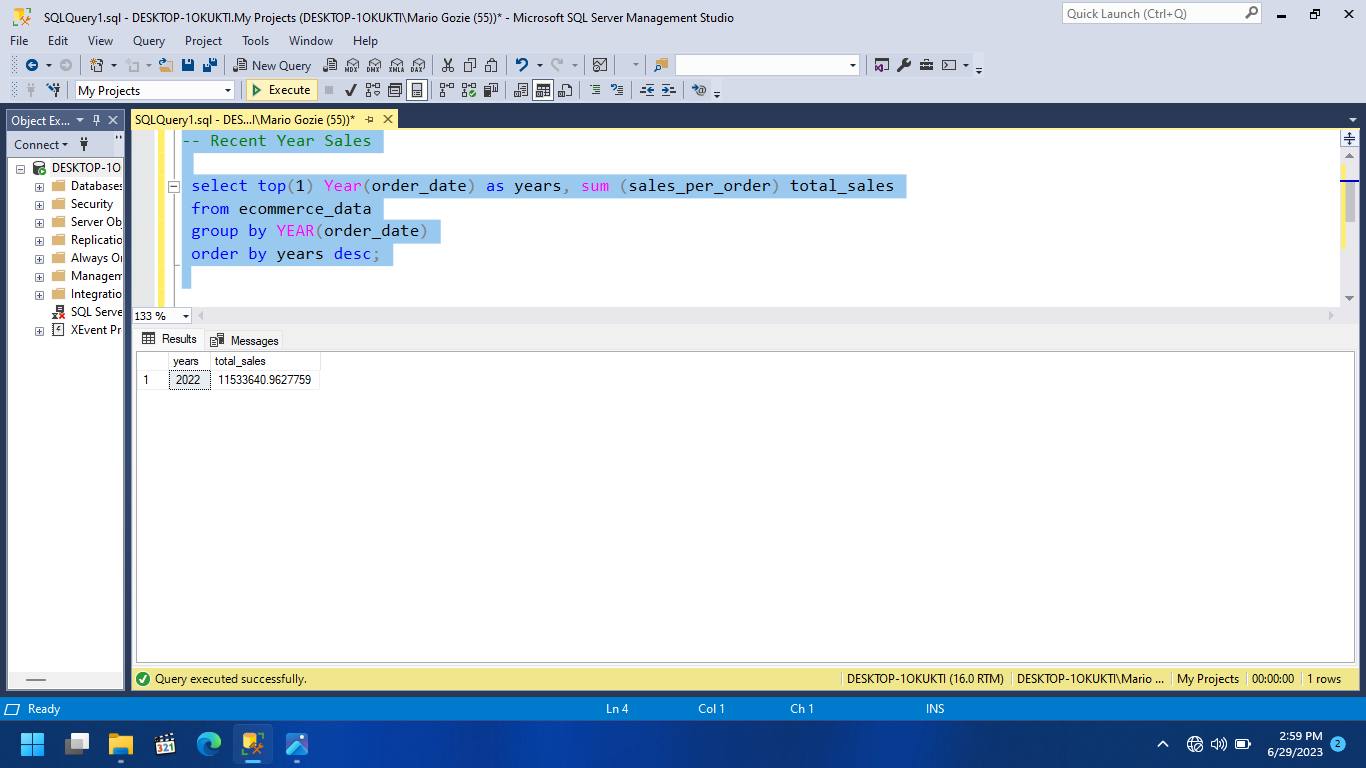 SQLQuery1.sql - DESKTOP-1OKUKTI.My Projects (DESKTOP-1OKUKTI\Mario Gozie (55))* - Microsoft SQL Server Management Studio
Quick Launch (Ctrl+Q)
File Edit View Query Project Tools Window Help
New Query MDX DMX XMLA DAX
My Projects Execute
Object Ex...
SQLQuery1.sql - DES...I\Mario Gozie (55))*
Connect
DESKTOP-1O
Databases
Security
Server Obj
Replicatio
Always O
Managem
Integratio
SQL Serve
XEvent Pr
-- Recent Year Sales
select top(1) Year(order_date) as years, sum (sales_per_order) total_sales
from ecommerce_data
group by YEAR(order_date)
order by years desc;
133 %
Results Messages
years total_sales
1 2022 11533640.9627759
Query executed successfully.
DESKTOP-1OKUKTI (16.0 RTM) DESKTOP-1OKUKTI\Mario ... My Projects 00:00:00 1 rows
Ready Ln 4 Col 1 Ch 1 INS
321
2:59 PM
6/29/2023
2